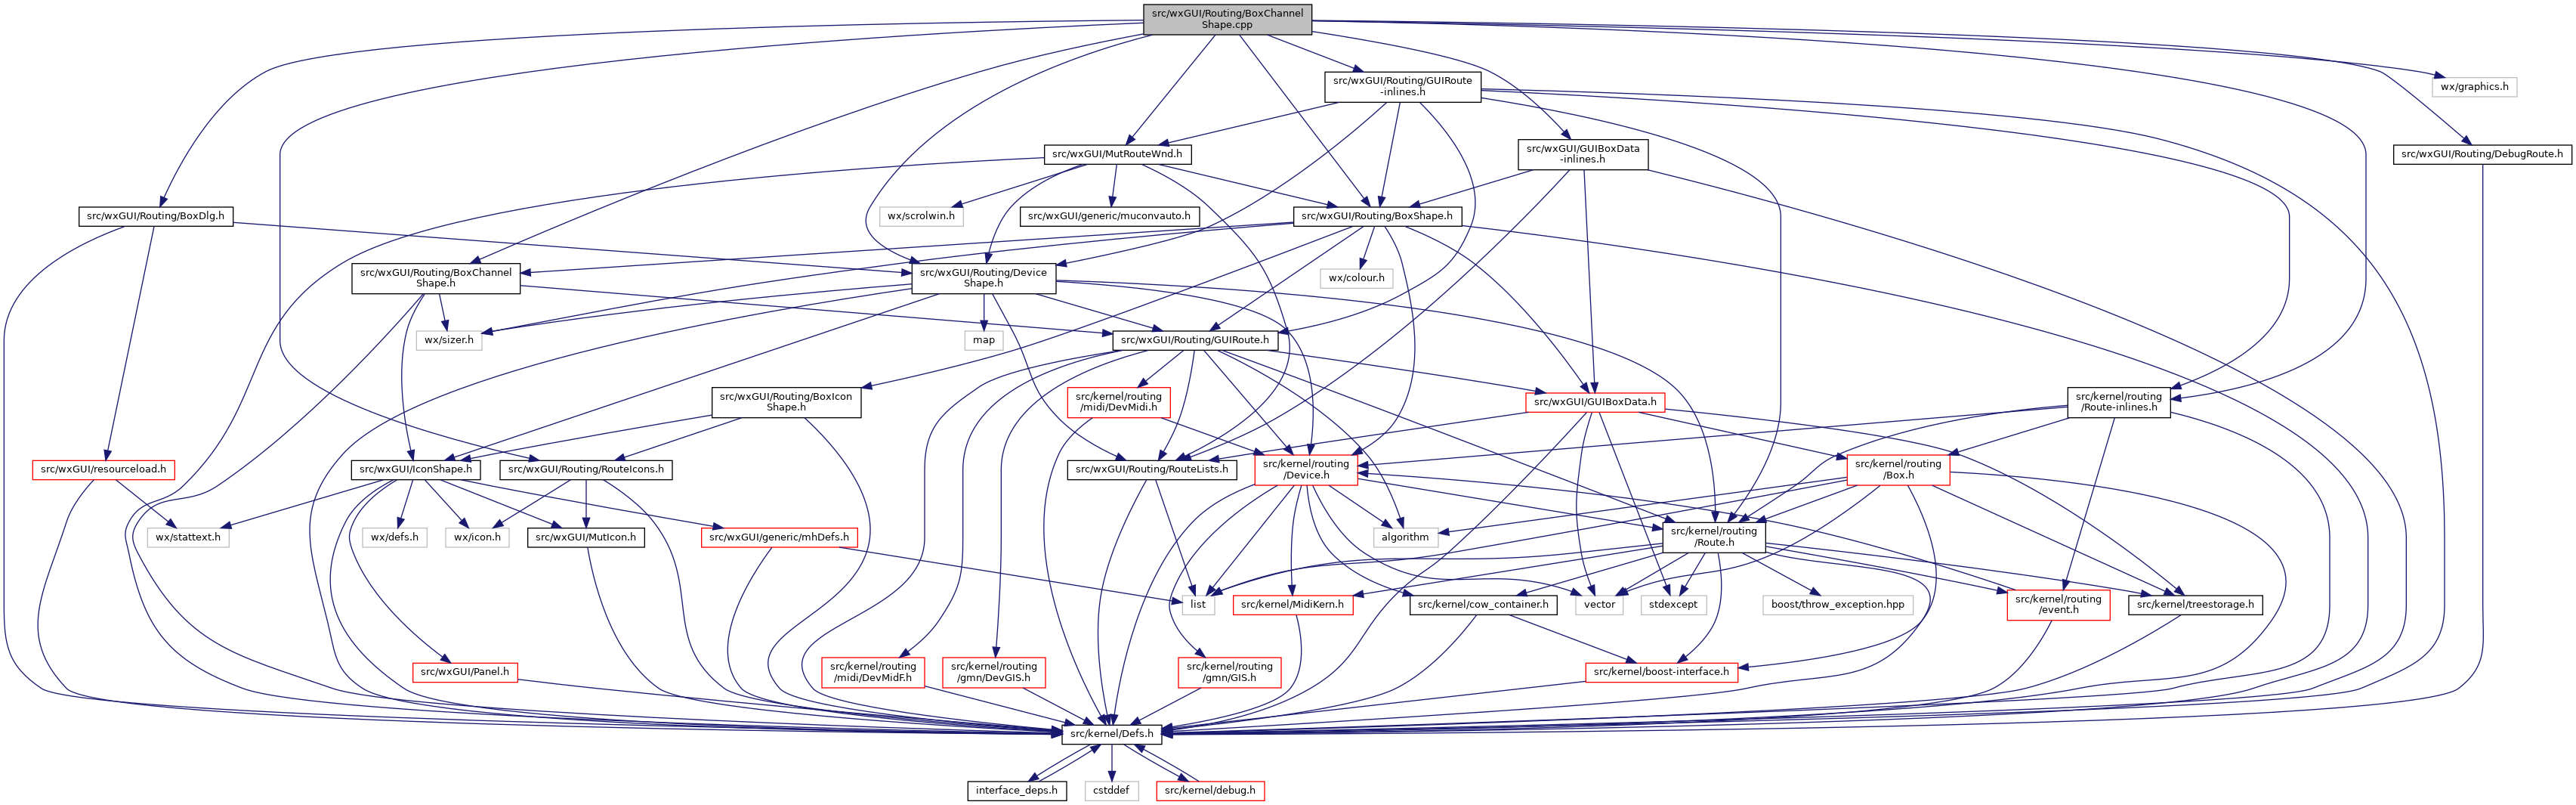 src/wxGUI/Routing/BoxChannel
Shape.cpp
src/wxGUI/Routing/GUIRoute
-inlines.h
wx/graphics.h
src/wxGUI/MutRouteWnd.h
src/wxGUI/GUIBoxData
-inlines.h
src/wxGUI/Routing/DebugRoute.h
src/wxGUI/Routing/BoxDlg.h
wx/scrolwin.h
src/wxGUI/generic/muconvauto.h
src/wxGUI/Routing/BoxShape.h
src/wxGUI/Routing/BoxChannel
Shape.h
src/wxGUI/Routing/Device
Shape.h
wx/colour.h
wx/sizer.h
map
src/wxGUI/Routing/GUIRoute.h
src/wxGUI/Routing/BoxIcon
Shape.h
src/kernel/routing
/midi/DevMidi.h
src/wxGUI/GUIBoxData.h
src/kernel/routing
/Route-inlines.h
src/wxGUI/resourceload.h
src/wxGUI/IconShape.h
src/wxGUI/Routing/RouteIcons.h
src/wxGUI/Routing/RouteLists.h
src/kernel/routing
/Device.h
src/kernel/routing
/Box.h
wx/stattext.h
wx/defs.h
wx/icon.h
src/wxGUI/MutIcon.h
src/wxGUI/generic/mhDefs.h
algorithm
src/kernel/routing
/Route.h
list
src/kernel/MidiKern.h
src/kernel/cow_container.h
vector
stdexcept
boost/throw_exception.hpp
src/kernel/routing
/event.h
src/kernel/treestorage.h
src/wxGUI/Panel.h
src/kernel/routing
/midi/DevMidF.h
src/kernel/routing
/gmn/DevGIS.h
src/kernel/routing
/gmn/GIS.h
src/kernel/boost-interface.h
src/kernel/Defs.h
interface_deps.h
cstddef
src/kernel/debug.h